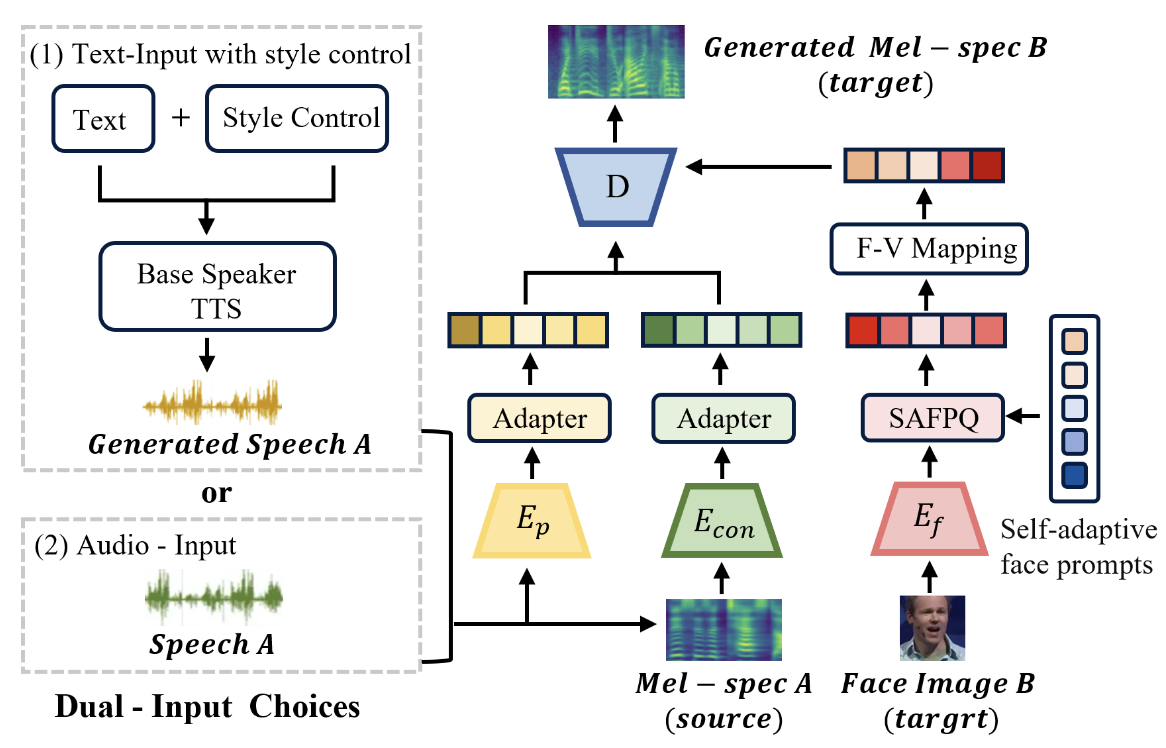 (1) Text-Input with style control
Text
+
Style Control
Base Speaker
TTS
Generated Speech A
or
(2) Audio - Input
Speech A
Dual - Input Choices
Generated Mel - spec B
(target)
D
F-V Mapping
Adapter
Adapter
SAFPQ
E_p
E_con
E_f
Self-adaptive
face prompts
Mel - spec A
(source)
Face Image B
(targrt)